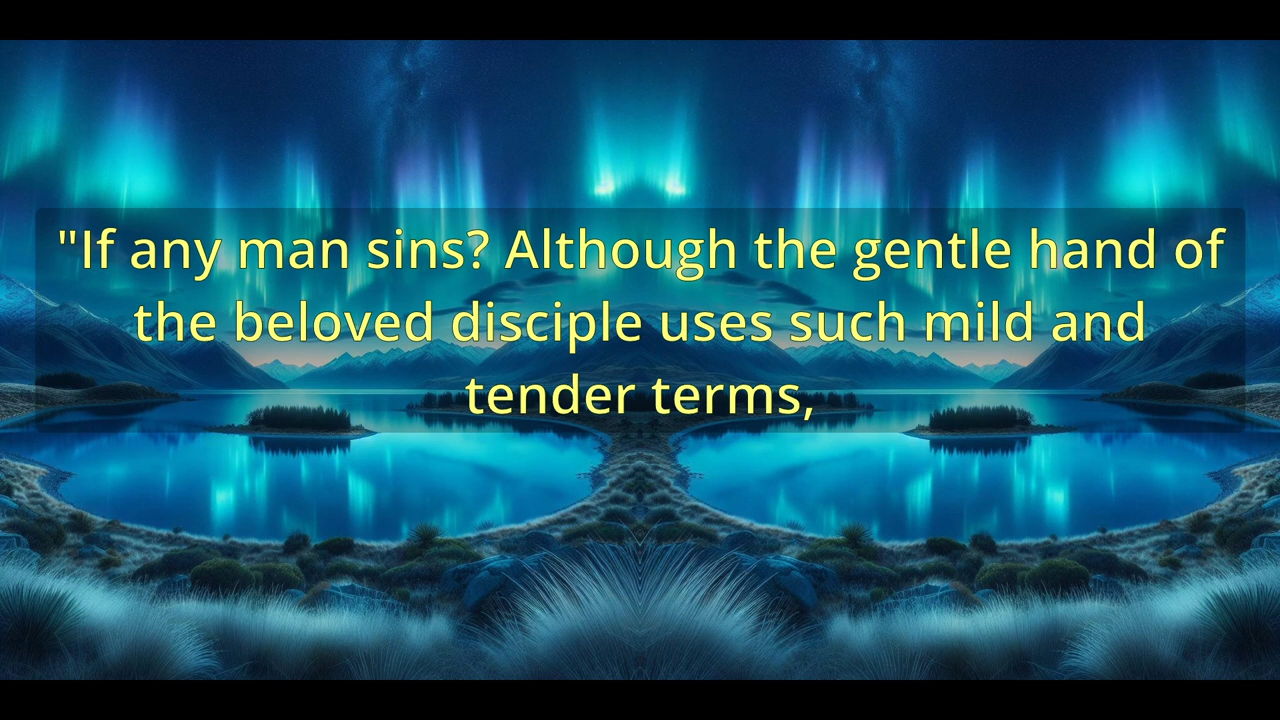 "If any man sins? Although the gentle hand of
the beloved disciple uses such mild and
tender terms,